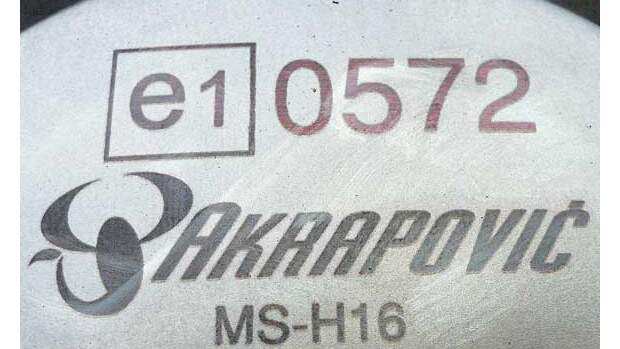 e1 0572
AKRAPOVIČ
MS-H16